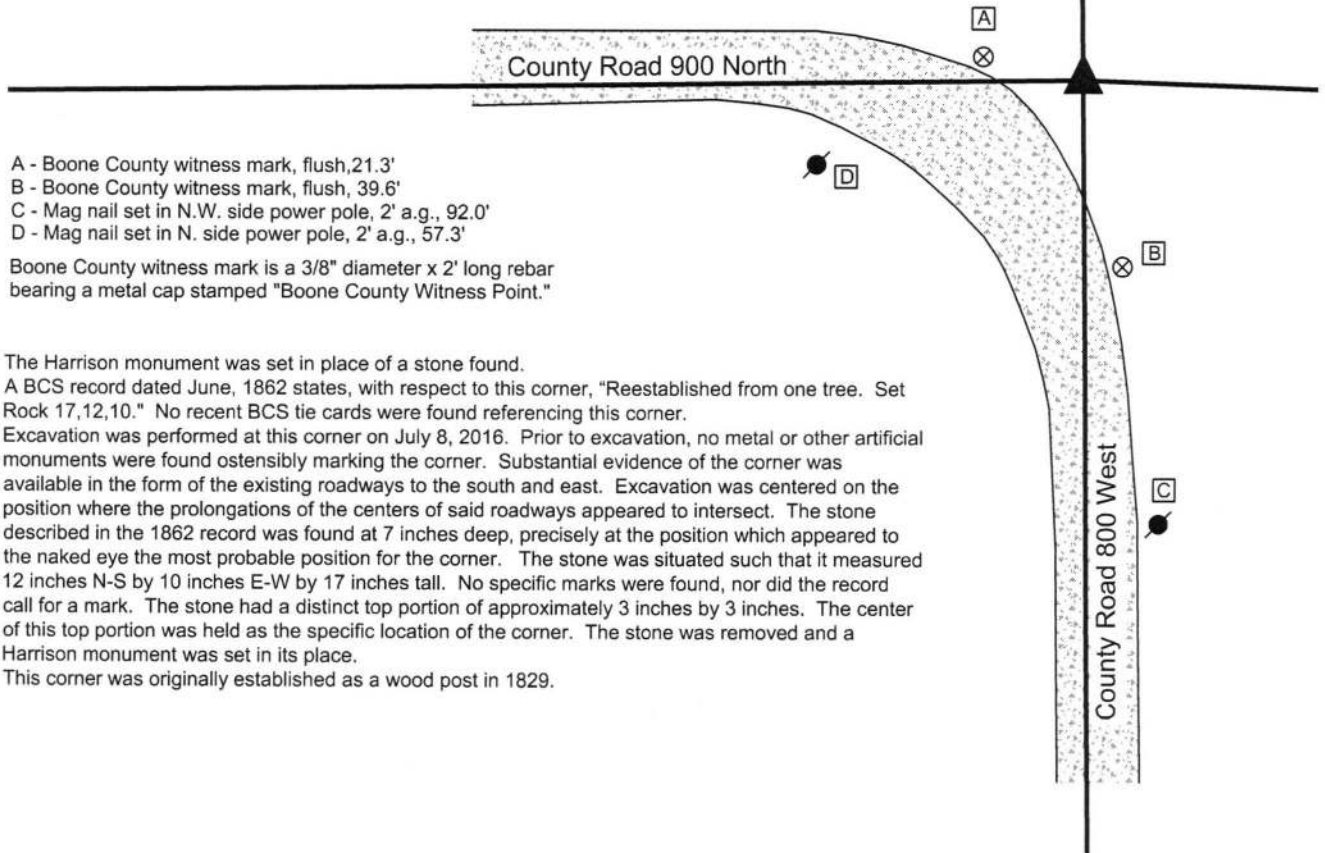 A
County Road 900 North
A - Boone County witness mark, flush,21.3'
B - Boone County witness mark, flush, 39.6'
C - Mag nail set in N.W. side power pole, 2' a.g., 92.0'
D - Mag nail set in N. side power pole, 2' a.g., 57.3'
D
Boone County witness mark is a 3/8" diameter x 2' long rebar
bearing a metal cap stamped "Boone County Witness Point."
B
The Harrison monument was set in place of a stone found.
A BCS record dated June, 1862 states, with respect to this corner, "Reestablished from one tree. Set
Rock 17,12,10." No recent BCS tie cards were found referencing this corner.
Excavation was performed at this corner on July 8, 2016. Prior to excavation, no metal or other artificial
monuments were found ostensibly marking the corner. Substantial evidence of the corner was
available in the form of the existing roadways to the south and east. Excavation was centered on the
position where the prolongations of the centers of said roadways appeared to intersect. The stone
described in the 1862 record was found at 7 inches deep, precisely at the position which appeared to
the naked eye the most probable position for the corner. The stone was situated such that it measured
12 inches N-S by 10 inches E-W by 17 inches tall. No specific marks were found, nor did the record
call for a mark. The stone had a distinct top portion of approximately 3 inches by 3 inches. The center
of this top portion was held as the specific location of the corner. The stone was removed and a
Harrison monument was set in its place.
This corner was originally established as a wood post in 1829.
County Road 800 West
C